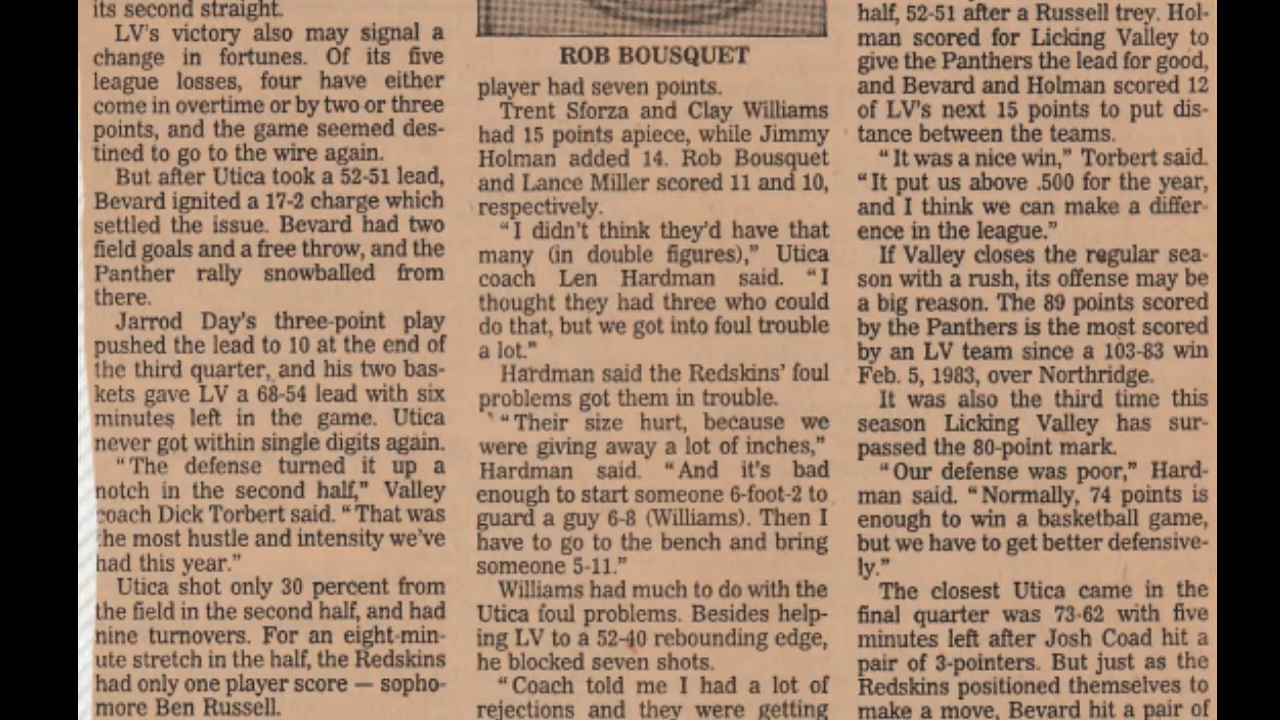 its second straight.
LV's victory also may signal a
change in fortunes. Of its five
league losses, four have either
come in overtime or by two or three
points, and the game seemed des-
tined to go to the wire again.
But after Utica took a 52-51 lead,
Bevard ignited a 17-2 charge which
settled the issue. Bevard had two
field goals and a free throw, and the
Panther rally snowballed from
there.
Jarrod Day's three-point play
pushed the lead to 10 at the end of
the third quarter, and his two bas-
kets gave LV a 68-54 lead with six
minutes left in the game. Utica
never got within single digits again.
"The defense turned it up a
notch in the second half," Valley
coach Dick Torbert said. "That was
the most hustle and intensity we've
had this year."
Utica shot only 30 percent from
the field in the second half, and had
nine turnovers. For an eight-min-
ute stretch in the half, the Redskins
had only one player score — sopho-
more Ben Russell.
ROB BOUSQUET
player had seven points.
Trent Sforza and Clay Williams
had 15 points apiece, while Jimmy
Holman added 14. Rob Bousquet
and Lance Miller scored 11 and 10,
respectively.
"I didn't think they'd have that
many (in double figures)," Utica
coach Len Hardman said. "I
thought they had three who could
do that, but we got into foul trouble
a lot."
Hardman said the Redskins' foul
problems got them in trouble.
"Their size hurt, because we
were giving away a lot of inches,"
Hardman said. "And it's bad
enough to start someone 6-foot-2 to
guard a guy 6-8 (Williams). Then I
have to go to the bench and bring
someone 5-11."
Williams had much to do with the
Utica foul problems. Besides help-
ing LV to a 52-40 rebounding edge,
he blocked seven shots.
"Coach told me I had a lot of
rejections and they were getting
half, 52-51 after a Russell trey. Hol-
man scored for Licking Valley to
give the Panthers the lead for good,
and Bevard and Holman scored 12
of LV's next 15 points to put dis-
tance between the teams.
"It was a nice win," Torbert said.
"It put us above .500 for the year,
and I think we can make a differ-
ence in the league."
If Valley closes the regular sea-
son with a rush, its offense may be
a big reason. The 89 points scored
by the Panthers is the most scored
by an LV team since a 103-83 win
Feb. 5, 1983, over Northridge.
It was also the third time this
season Licking Valley has sur-
passed the 80-point mark.
"Our defense was poor," Hard-
man said. "Normally, 74 points is
enough to win a basketball game,
but we have to get better defensive-
ly."
The closest Utica came in the
final quarter was 73-62 with five
minutes left after Josh Coad hit a
pair of 3-pointers. But just as the
Redskins positioned themselves to
make a move, Bevard hit a pair of